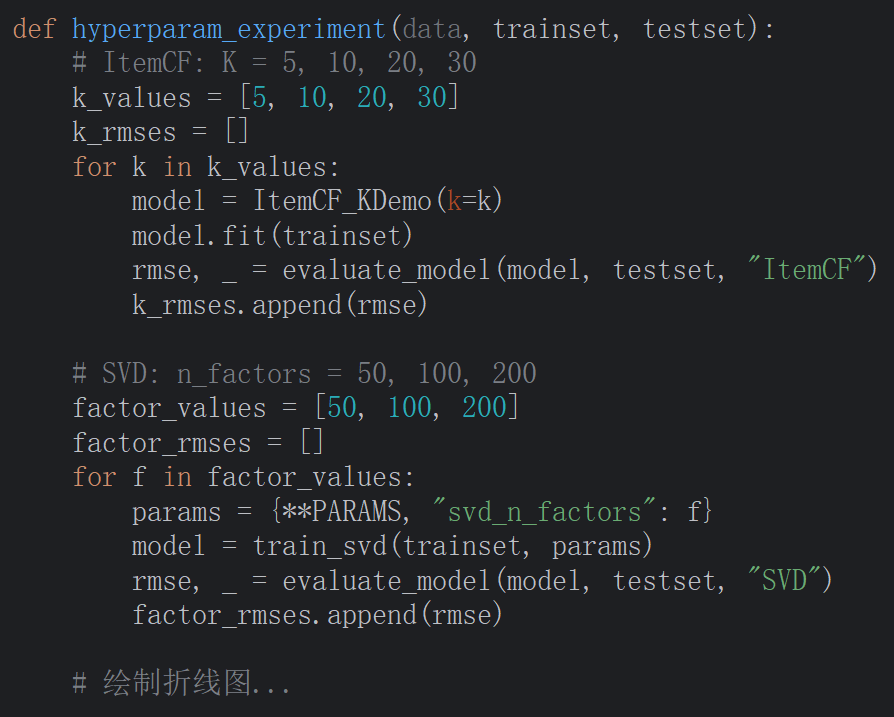 def hyperparam_experiment(data, trainset, testset):
    # ItemCF: K = 5, 10, 20, 30
    k_values = [5, 10, 20, 30]
    k_rmses = []
    for k in k_values:
        model = ItemCF_KDemo(k=k)
        model.fit(trainset)
        rmse, _ = evaluate_model(model, testset, "ItemCF")
        k_rmses.append(rmse)

    # SVD: n_factors = 50, 100, 200
    factor_values = [50, 100, 200]
    factor_rmses = []
    for f in factor_values:
        params = {**PARAMS, "svd_n_factors": f}
        model = train_svd(trainset, params)
        rmse, _ = evaluate_model(model, testset, "SVD")
        factor_rmses.append(rmse)

    # 绘制折线图...